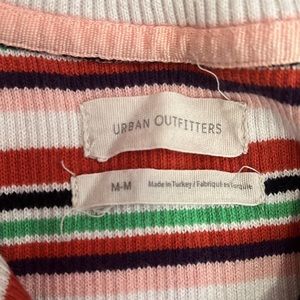 URBAN OUTFITTERS
M-M Made in Turkey / Fabriqué en Turquie